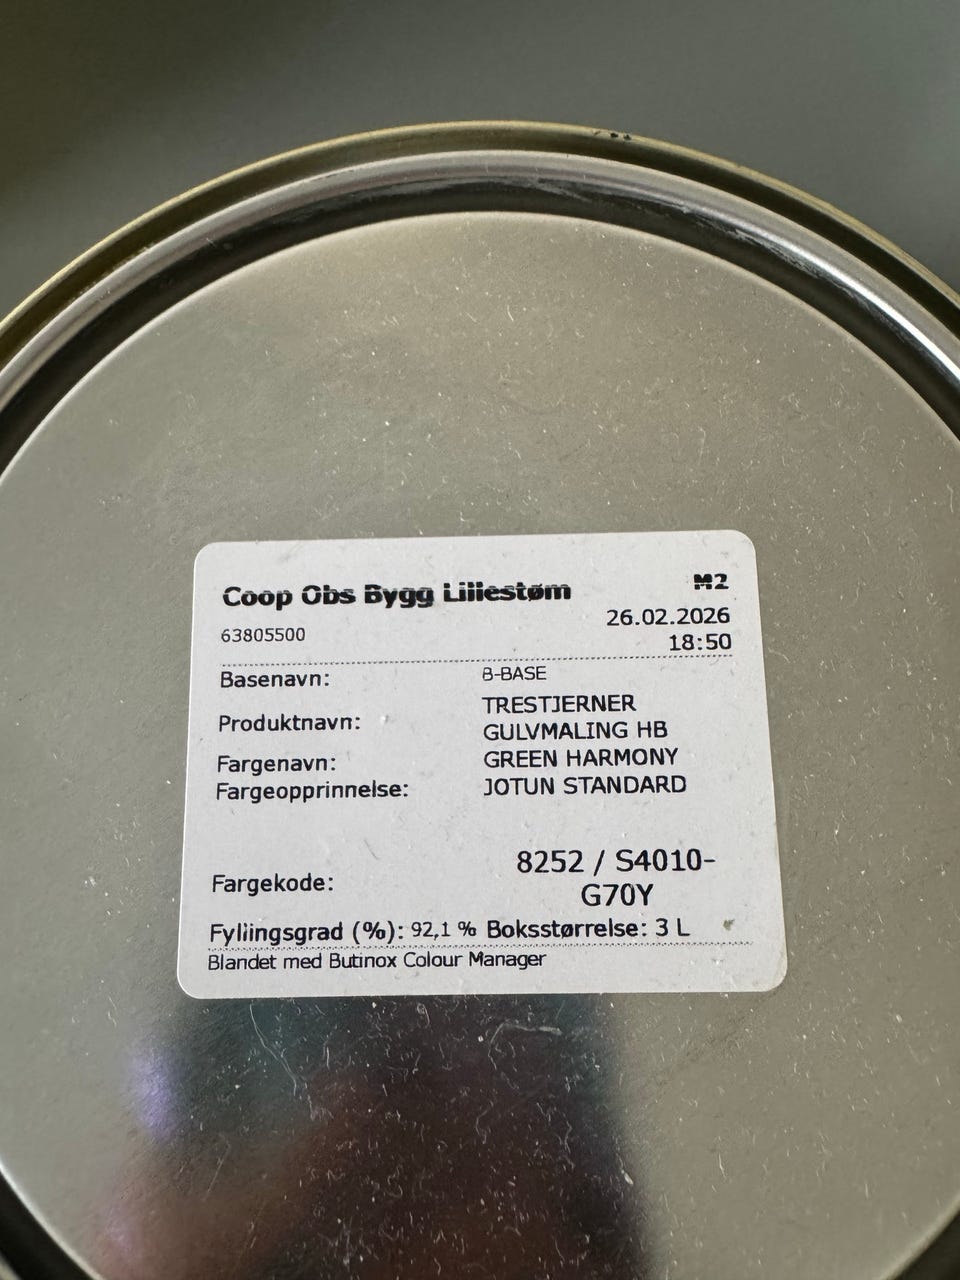 Coop Obs Bygg Lillestøm
M2
63805500
26.02.2026
18:50
Basenavn: B-BASE
Produktnavn: TRESTJERNER
GULVMALING HB
Fargenavn: GREEN HARMONY
Fargeopprinnelse: JOTUN STANDARD
Fargekode: 8252 / S4010-
G70Y
Fyllingsgrad (%): 92,1 % Boksstørrelse: 3 L
Blandet med Butinox Colour Manager